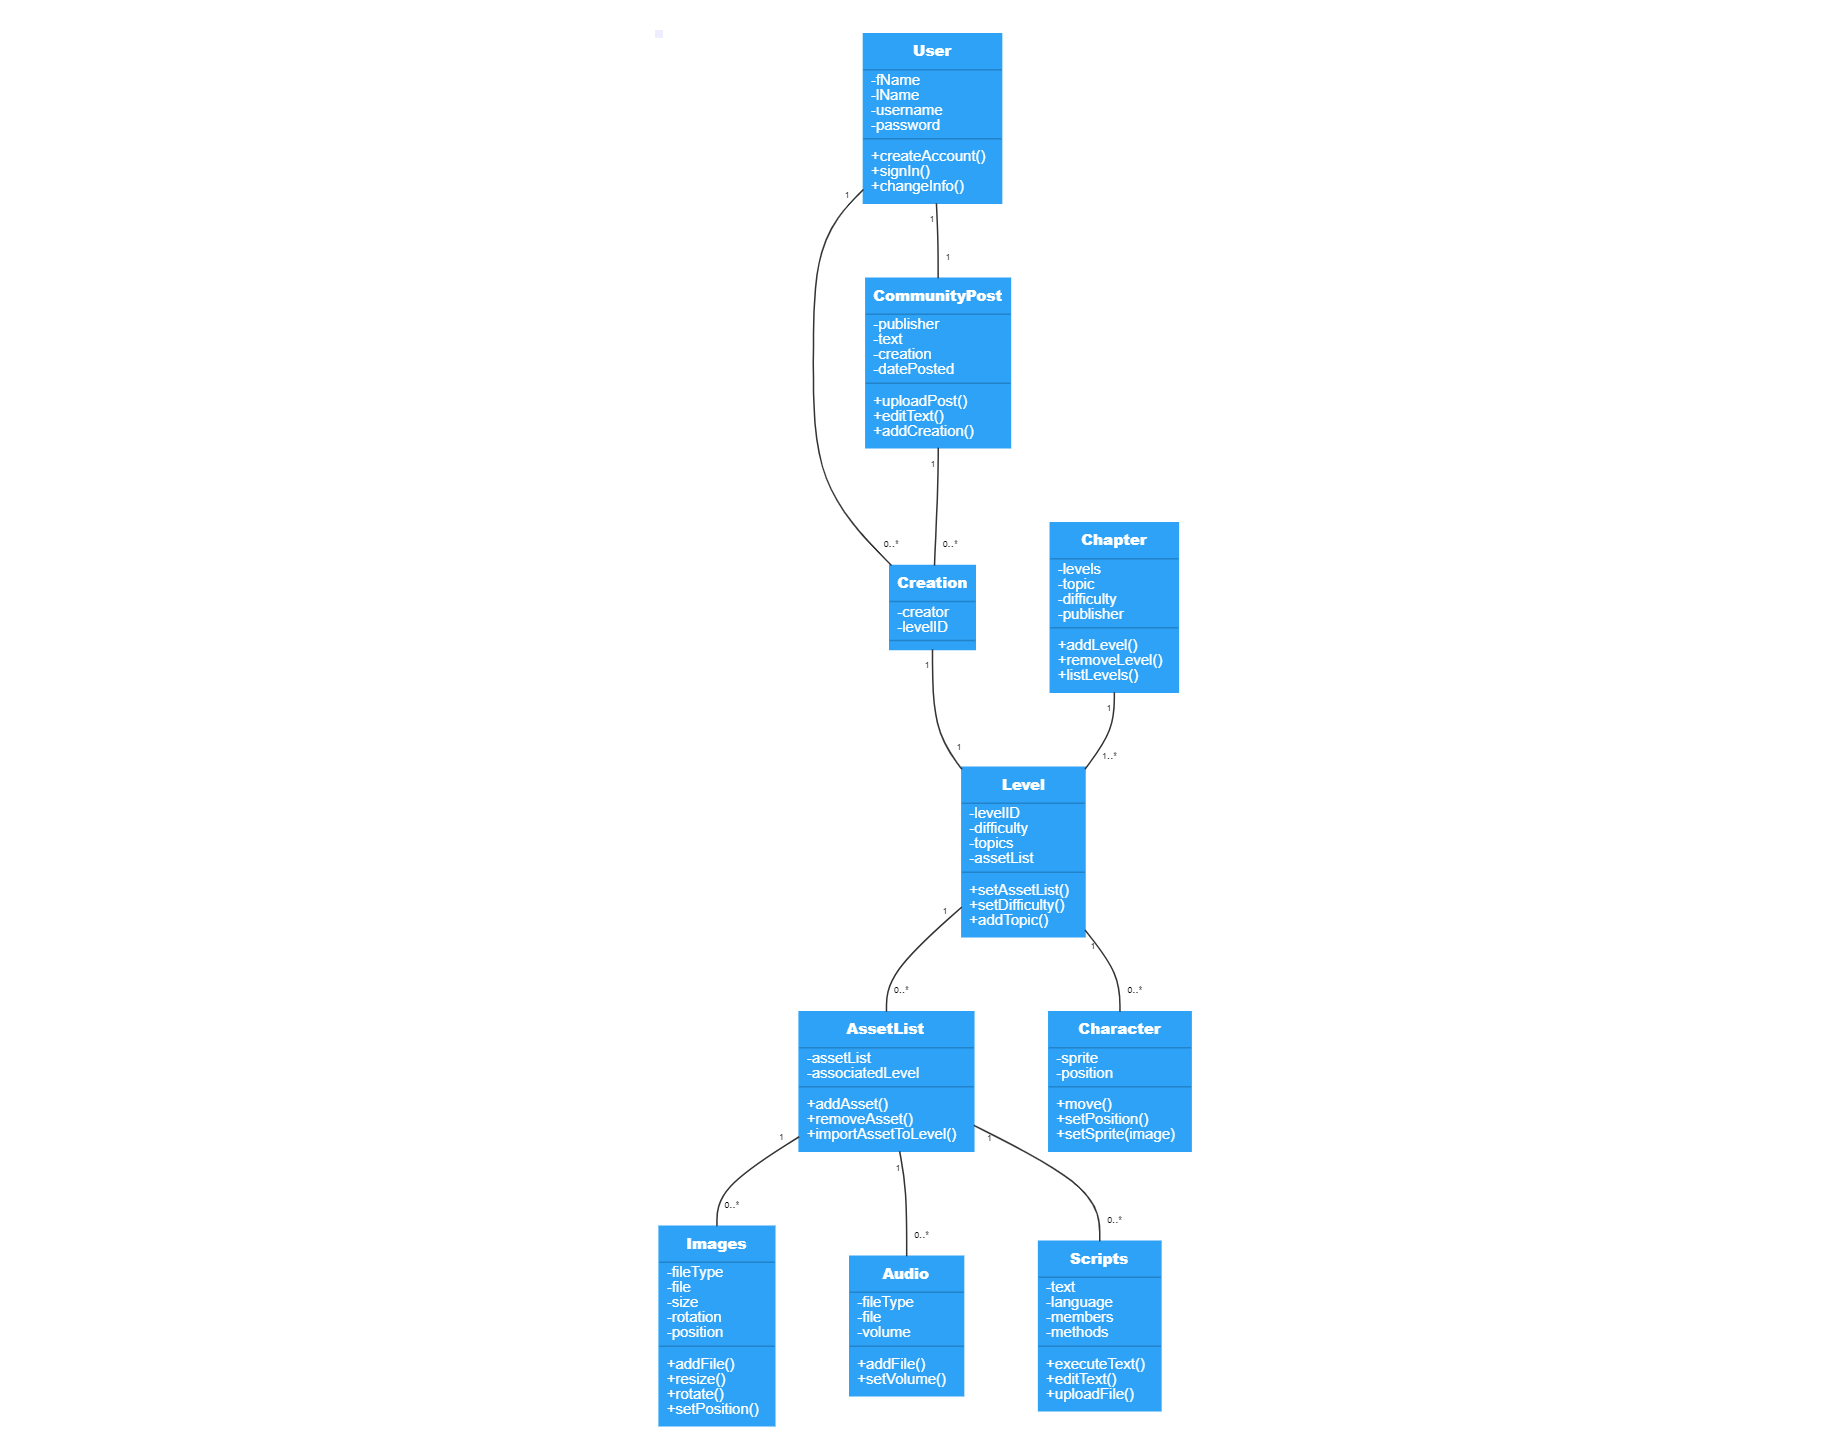 User
-fName
-lName
-username
-password
+createAccount()
+signIn()
+changeInfo()
1
1
1
CommunityPost
-publisher
-text
-creation
-datePosted
+uploadPost()
+editText()
+addCreation()
1
0..*
0..*
Creation
-creator
-levelID
1
1
Chapter
-levels
-topic
-difficulty
-publisher
+addLevel()
+removeLevel()
+listLevels()
1
1..*
Level
-levelID
-difficulty
-topics
-assetList
+setAssetList()
+setDifficulty()
+addTopic()
1
1
0..*
0..*
AssetList
-assetList
-associatedLevel
+addAsset()
+removeAsset()
+importAssetToLevel()
1
1
1
Character
-sprite
-position
+move()
+setPosition()
+setSprite(image)
0..*
0..*
0..*
Images
-fileType
-file
-size
-rotation
-position
+addFile()
+resize()
+rotate()
+setPosition()
Audio
-fileType
-file
-volume
+addFile()
+setVolume()
Scripts
-text
-language
-members
-methods
+executeText()
+editText()
+uploadFile()